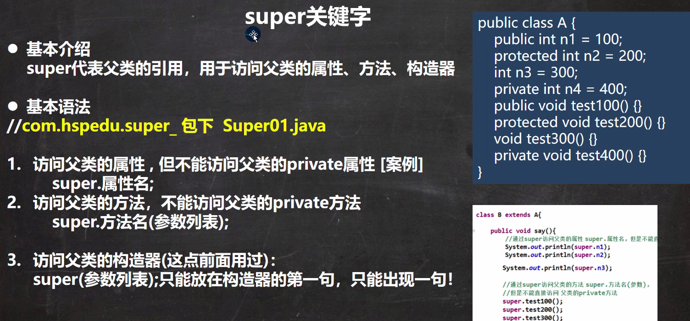 super关键字
● 基本介绍
super代表父类的引用，用于访问父类的属性、方法、构造器
● 基本语法
//com.hspedu.super_ 包下 Super01.java
1. 访问父类的属性 , 但不能访问父类的private属性 [案例]
super.属性名;
2. 访问父类的方法，不能访问父类的private方法
super.方法名(参数列表);
3. 访问父类的构造器(这点前面用过)：
super(参数列表);只能放在构造器的第一句，只能出现一句！
public class A {
public int n1 = 100;
protected int n2 = 200;
int n3 = 300;
private int n4 = 400;
public void test100() {}
protected void test200() {}
void test300() {}
private void test400() {}
}
class B extends A{
public void say(){
//通过super访问父类的属性 super.属性名，但是不能
System.out.println(super.n1);
System.out.println(super.n2);
System.out.println(super.n3);
//通过super访问父类的方法 super.方法名(参数)，
//但是不能直接访问 父类的private方法
super.test100();
super.test200();
super.test300();